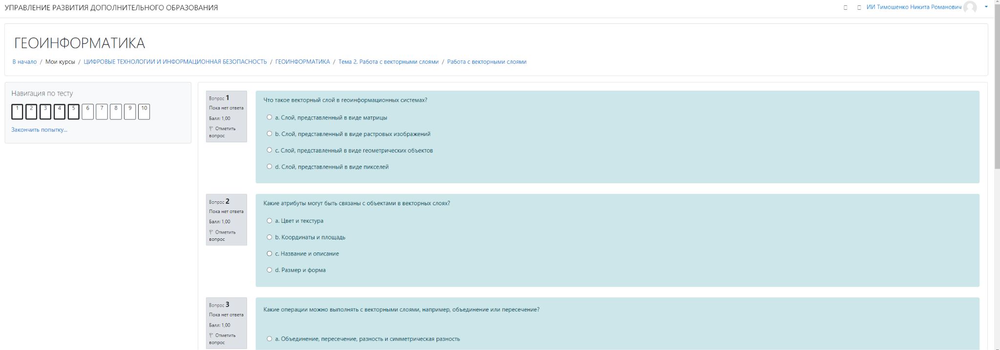 УПРАВЛЕНИЕ РАЗВИТИЯ ДОПОЛНИТЕЛЬНОГО ОБРАЗОВАНИЯ
ИИ Тимошенко Никита Романович
ГЕОИНФОРМАТИКА
В начало / Мои курсы / ЦИФРОВЫЕ ТЕХНОЛОГИИ И ИНФОРМАЦИОННАЯ БЕЗОПАСНОСТЬ / ГЕОИНФОРМАТИКА / Тема 2. Работа с векторными слоями / Работа с векторными слоями
Навигация по тесту
1 2 3 4 5 6 7 8 9 10
Закончить попытку...
Вопрос 1
Пока нет ответа
Балл: 1,00
Отметить
вопрос
Что такое векторный слой в геоинформационных системах?
a. Слой, представленный в виде матрицы
b. Слой, представленный в виде растровых изображений
c. Слой, представленный в виде геометрических объектов
d. Слой, представленный в виде пикселей
Вопрос 2
Пока нет ответа
Балл: 1,00
Отметить
вопрос
Какие атрибуты могут быть связаны с объектами в векторных слоях?
a. Цвет и текстура
b. Координаты и площадь
c. Название и описание
d. Размер и форма
Вопрос 3
Пока нет ответа
Балл: 1,00
Отметить
вопрос
Какие операции можно выполнять с векторными слоями, например, объединение или пересечение?
a. Объединение, пересечение, разность и симметрическая разность